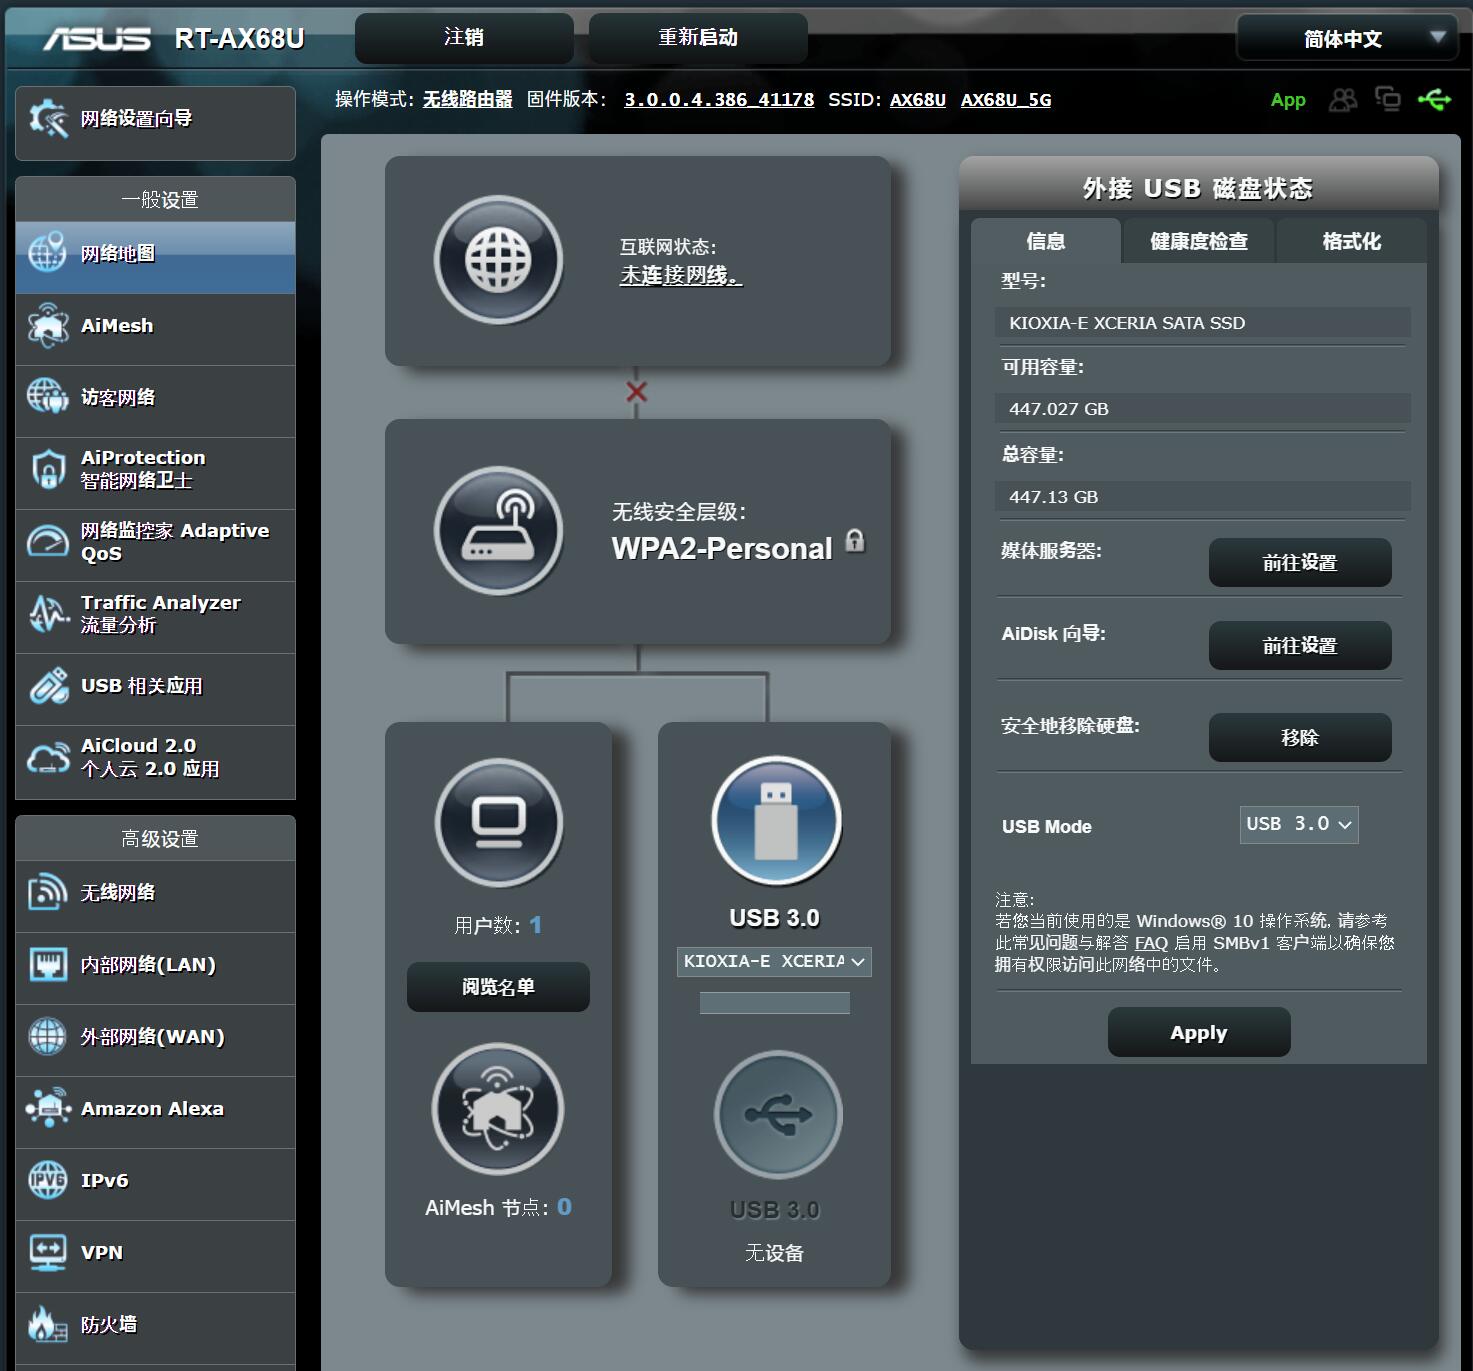 ASUS RT-AX68U
注销
重新启动
简体中文
操作模式: 无线路由器 固件版本: 3.0.0.4.386_41178 SSID: AX68U AX68U_5G
App
网络设置向导
一般设置
网络地图
AiMesh
访客网络
AiProtection
智能网络卫士
网络监控家 Adaptive
QoS
Traffic Analyzer
流量分析
USB 相关应用
AiCloud 2.0
个人云 2.0 应用
高级设置
无线网络
内部网络(LAN)
外部网络(WAN)
Amazon Alexa
IPv6
VPN
防火墙
互联网状态:
未连接网线。
无线安全层级:
WPA2-Personal
用户数: 1
阅览名单
AiMesh 节点: 0
USB 3.0
KIOXIA-E XCERIA
USB 3.0
无设备
外接 USB 磁盘状态
信息
健康度检查
格式化
型号:
KIOXIA-E XCERIA SATA SSD
可用容量:
447.027 GB
总容量:
447.13 GB
媒体服务器:
前往设置
AiDisk 向导:
前往设置
安全地移除硬盘:
移除
USB Mode
USB 3.0
注意:
若您当前使用的是 Windows® 10 操作系统, 请参考
此常见问题与解答 FAQ 启用 SMBv1 客户端以确保您
拥有权限访问此网络中的文件。
Apply